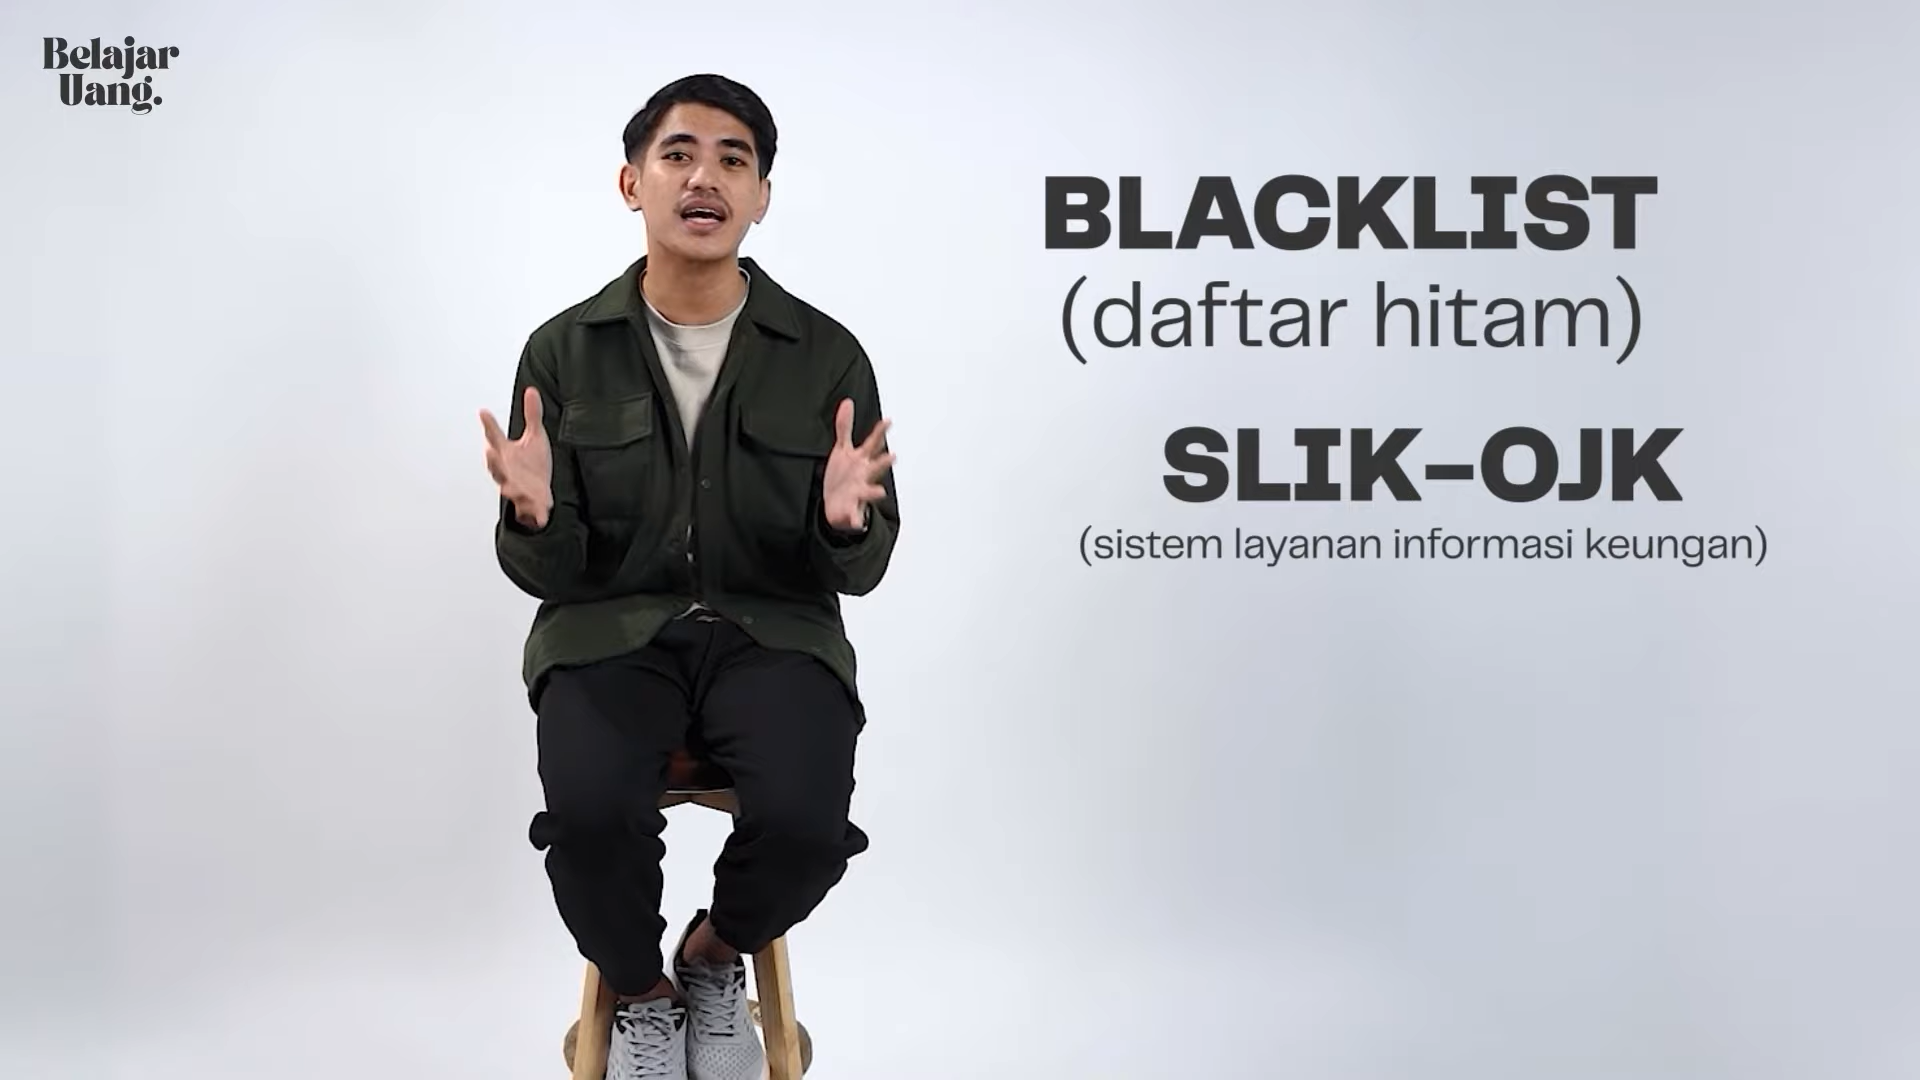 Belajar
Uang.
BLACKLIST
(daftar hitam)
SLIK-OJK
(sistem layanan informasi keungan)